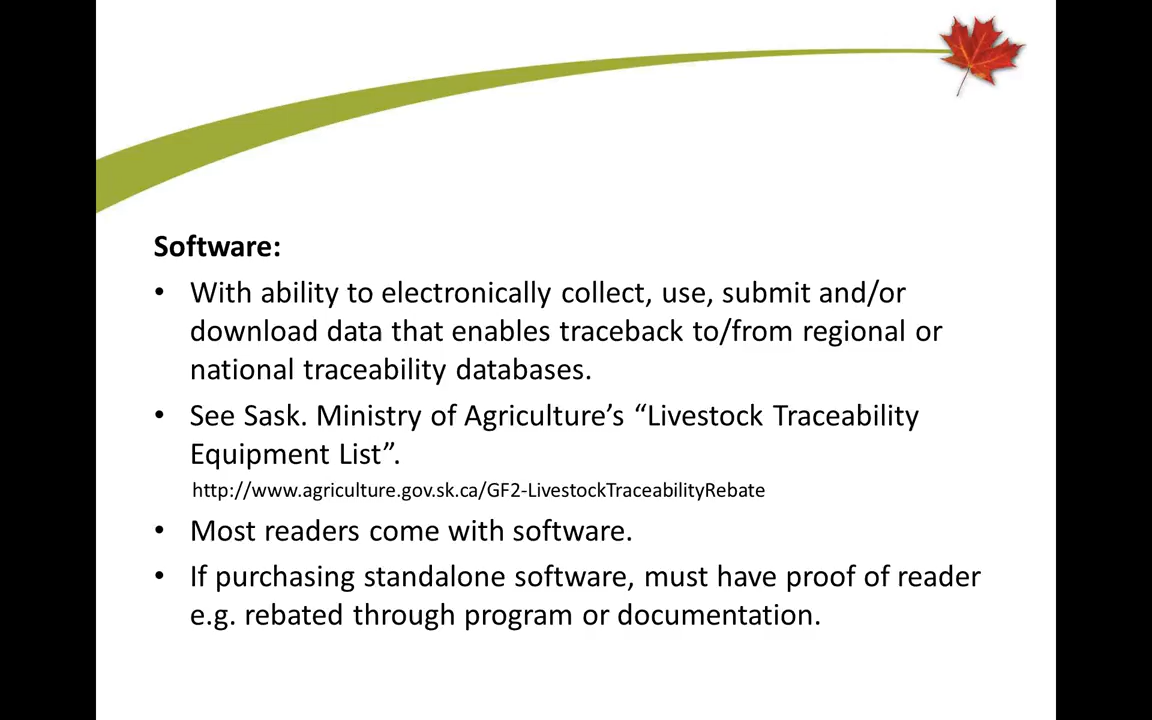 Software:
• With ability to electronically collect, use, submit and/or
download data that enables traceback to/from regional or
national traceability databases.
• See Sask. Ministry of Agriculture’s “Livestock Traceability
Equipment List”.
http://www.agriculture.gov.sk.ca/GF2-LivestockTraceabilityRebate
• Most readers come with software.
• If purchasing standalone software, must have proof of reader
e.g. rebated through program or documentation.